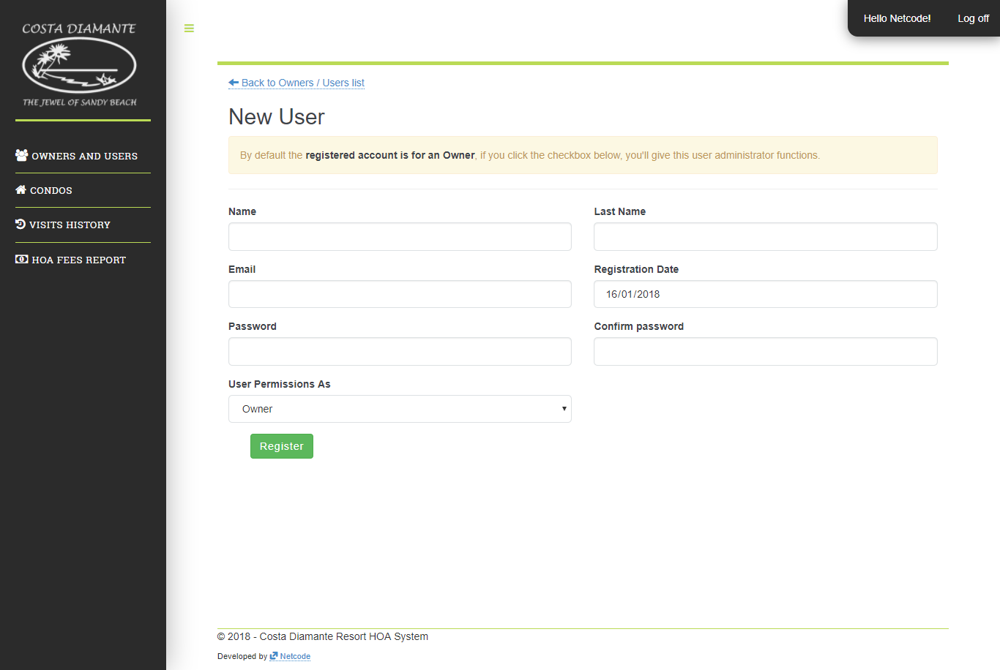 COSTA DIAMANTE
THE JEWEL OF SANDY BEACH
OWNERS AND USERS
CONDOS
VISITS HISTORY
HOA FEES REPORT
Hello Netcode! Log off
Back to Owners / Users list
New User
By default the registered account is for an Owner, if you click the checkbox below, you'll give this user administrator functions.
Name Last Name
Email Registration Date
16/01/2018
Password Confirm password
User Permissions As
Owner
Register
© 2018 - Costa Diamante Resort HOA System
Developed by Netcode